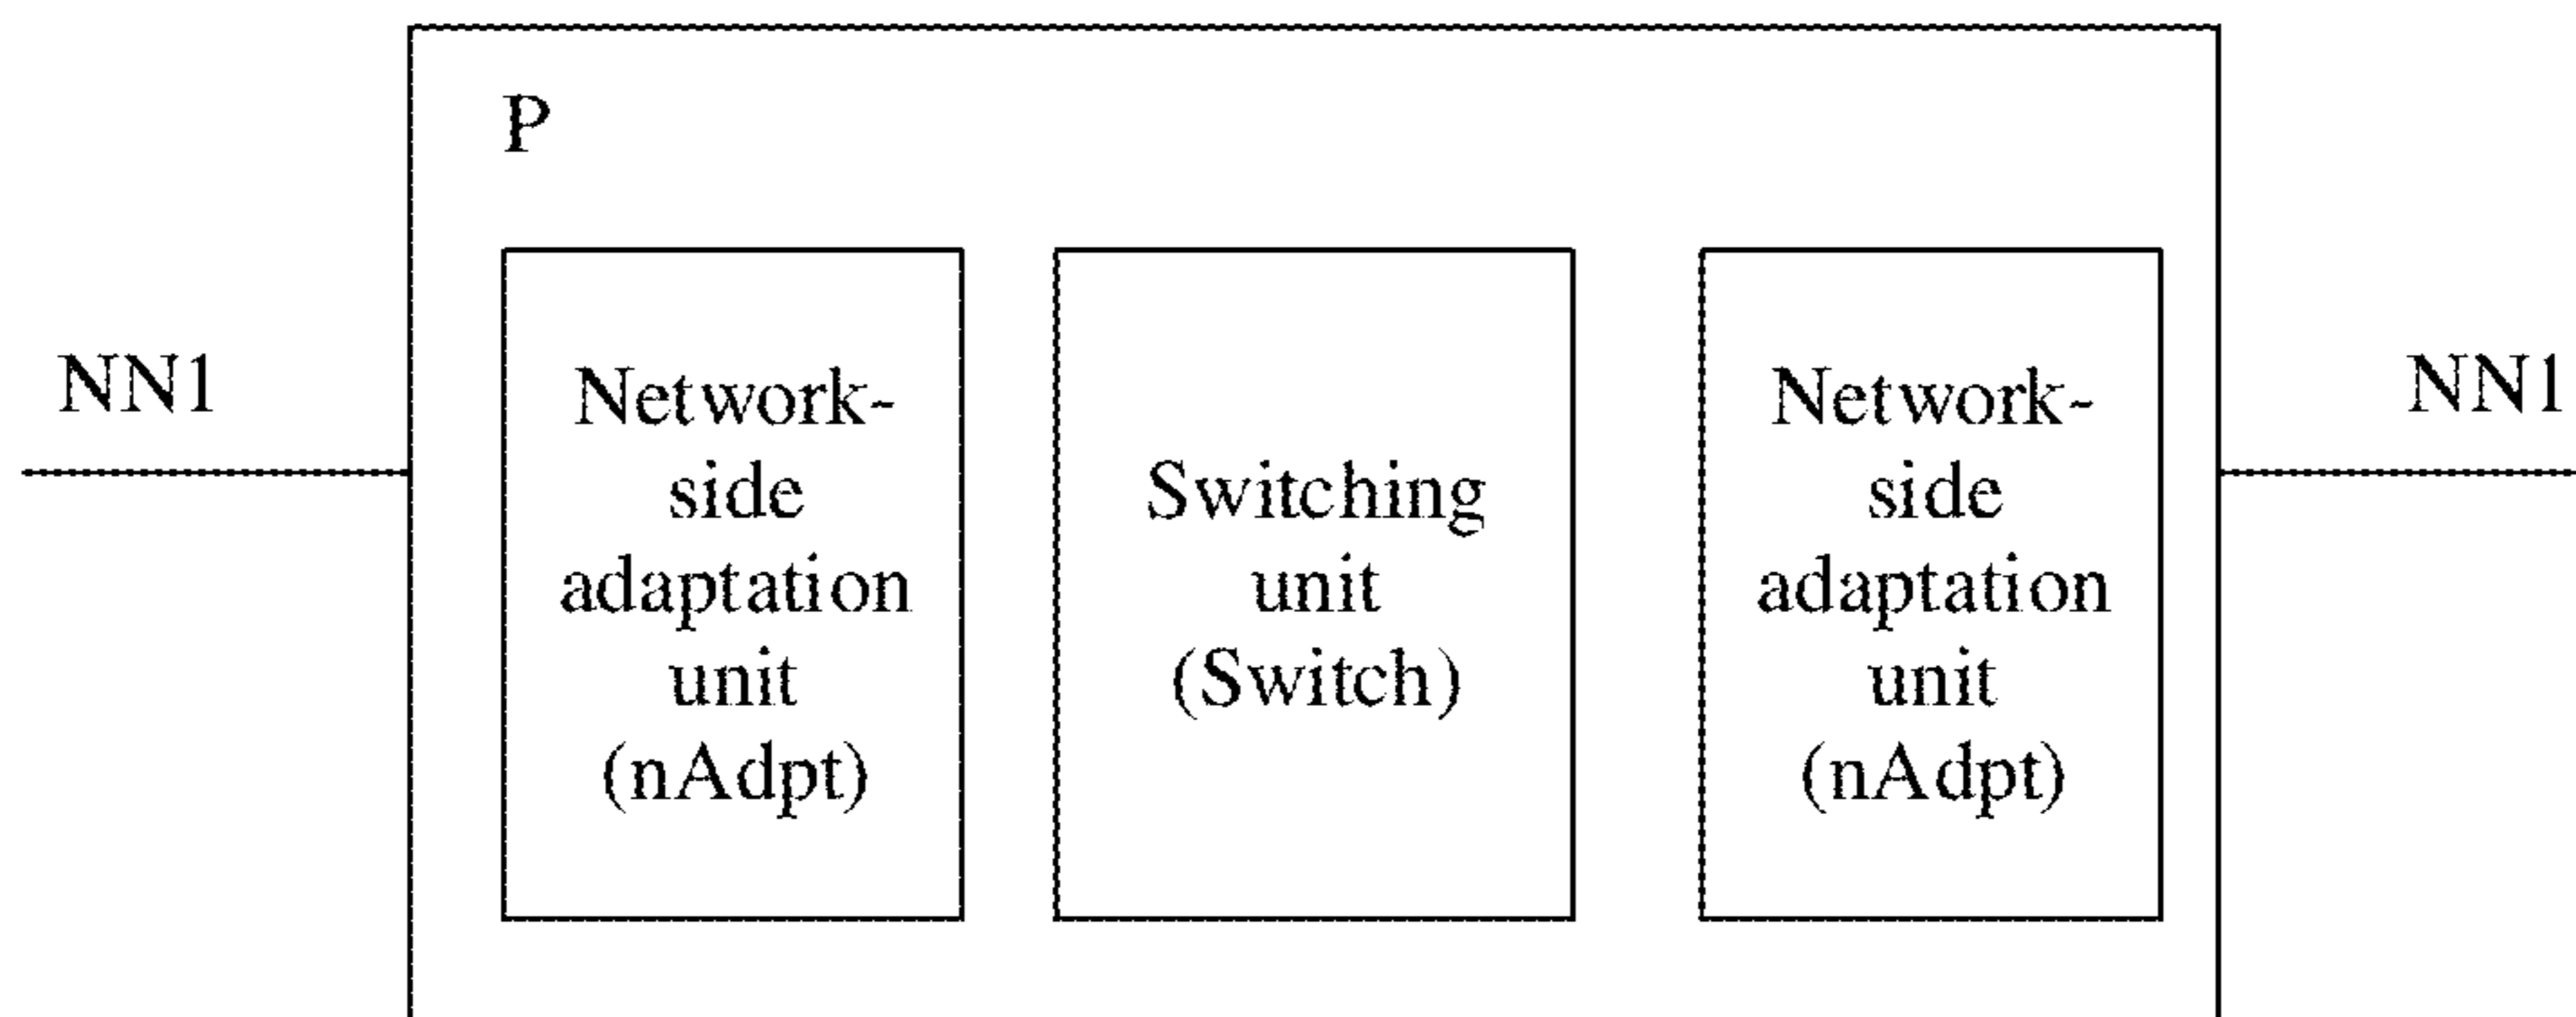 P
NN1
Network-
side
adaptation
unit
(nAdpt)
Switching
unit
(Switch)
Network-
side
adaptation
unit
(nAdpt)
NN1